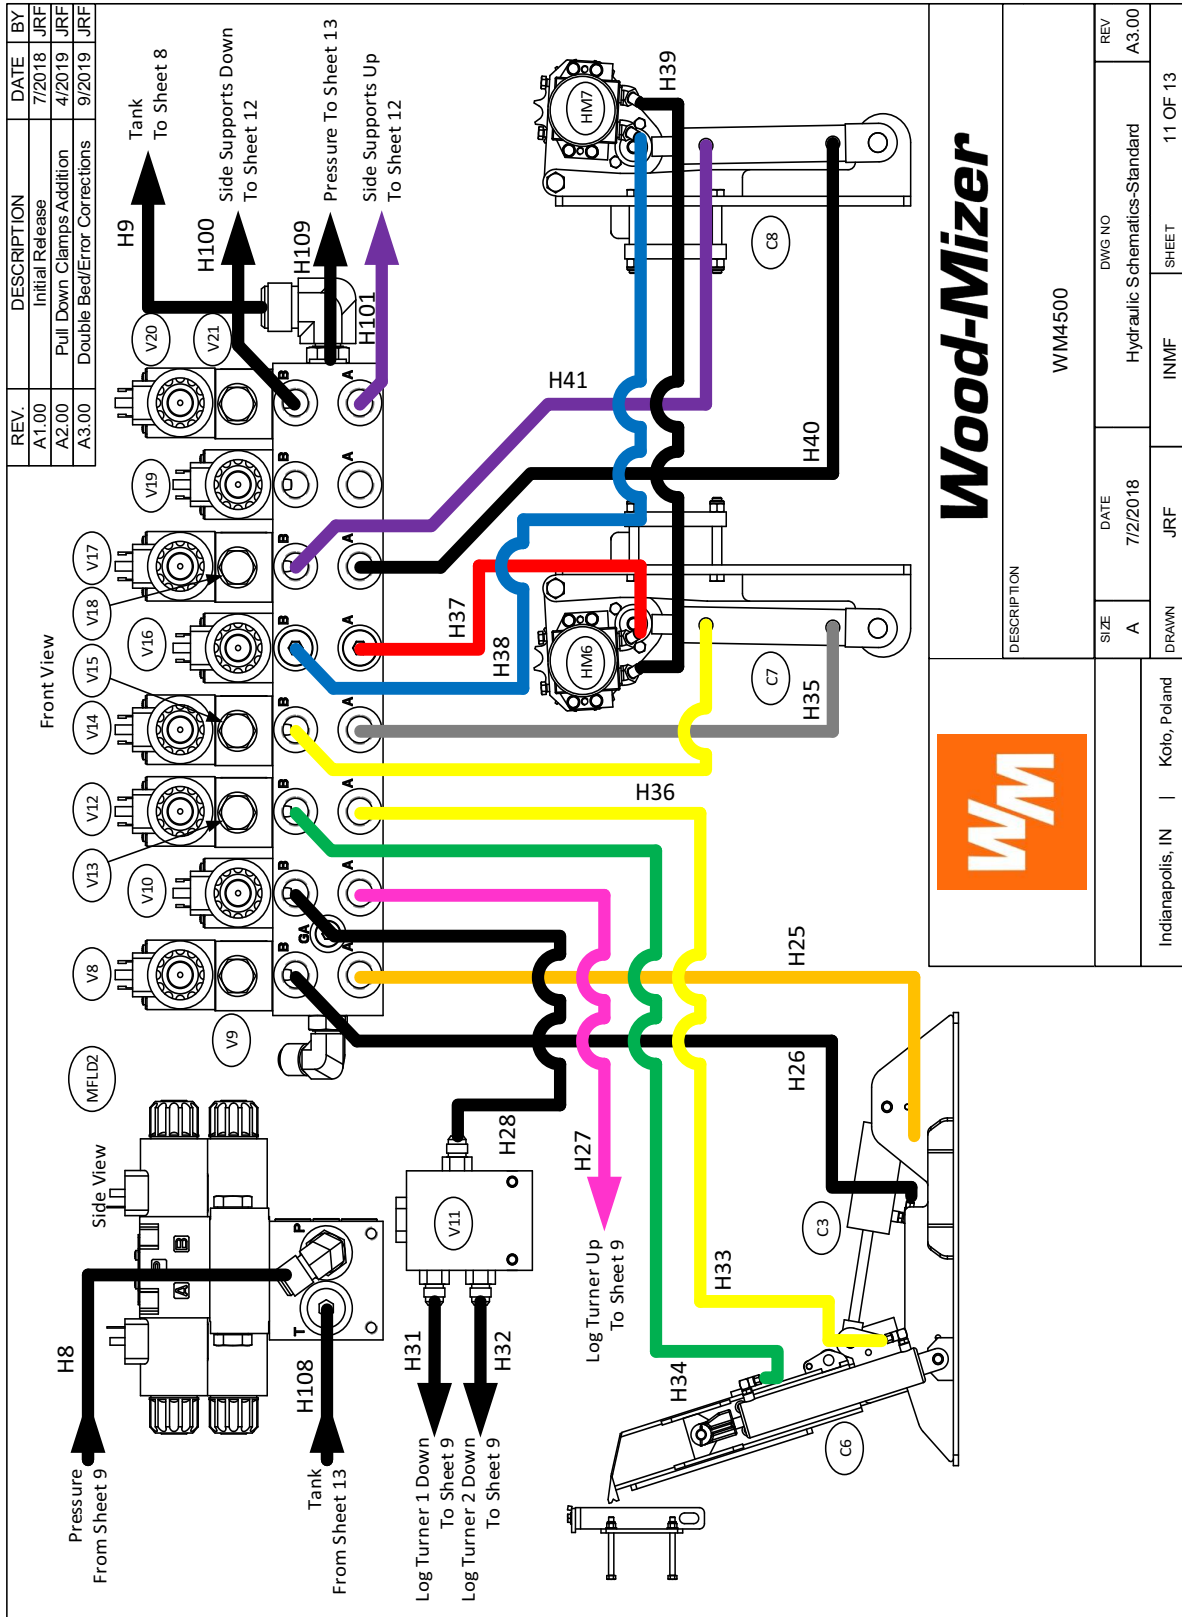 REV. DESCRIPTION DATE BY
A1.00 Initial Release 7/2018 JRF
A2.00 Pull Down Clamps Addition 4/2019 JRF
A3.00 Double Bed/Error Corrections 9/2019 JRF
Front View
Side View
MFLD2
V8
V9
V10
V13
V12
V14
V15
V16
V18
V17
V19
V20
V21
B
B
B
B
B
B
B
B
A
A
A
A
A
A
A
A
GA
A
B
P
T
P
H8
Pressure
From Sheet 9
H108
Tank
From Sheet 13
H9
Tank
To Sheet 8
H100
Side Supports Down
To Sheet 12
H109
Pressure To Sheet 13
H101
Side Supports Up
To Sheet 12
V11
H28
H31
Log Turner 1 Down
To Sheet 9
H32
Log Turner 2 Down
To Sheet 9
H27
Log Turner Up
To Sheet 9
H25
H26
H33
H34
H35
H36
H37
H38
H39
H40
H41
C3
C6
C7
C8
HM6
HM7
WM
Wood-Mizer
DESCRIPTION
WM4500
SIZE DATE DWG NO REV
A 7/2/2018 Hydraulic Schematics-Standard A3.00
Indianapolis, IN | Koło, Poland
DRAWN JRF INMF SHEET 11 OF 13